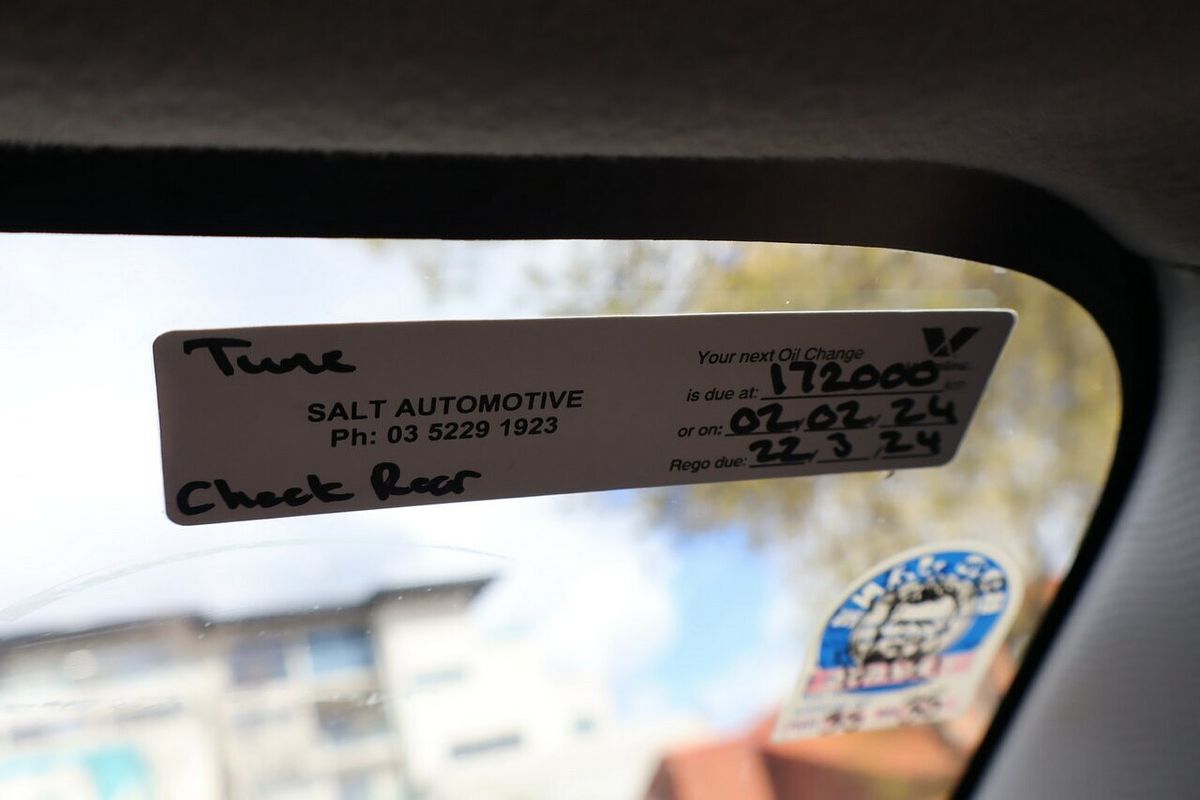 Tune
SALT AUTOMOTIVE
Ph: 03 5229 1923
Check Rear
Your next Oil Change
is due at: 172000 km
or on: 02/02/24
Rego due: 22/3/24